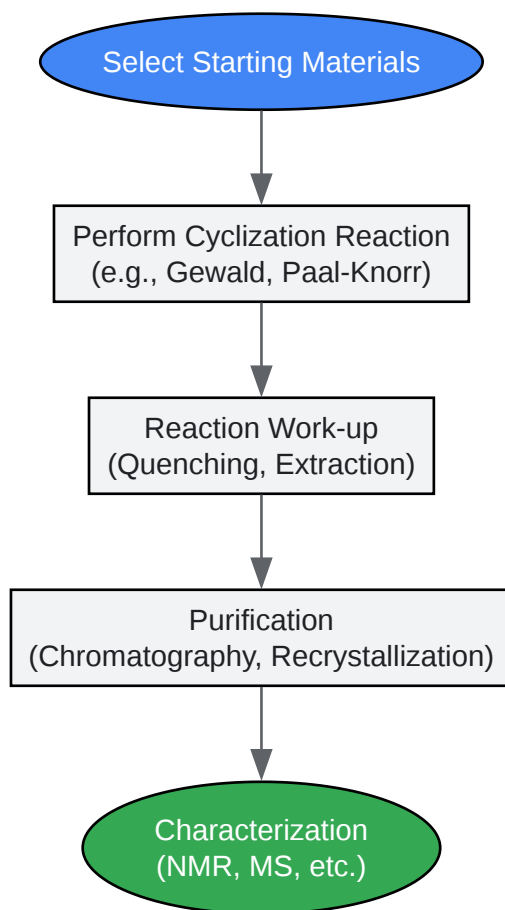 Select Starting Materials
Perform Cyclization Reaction
(e.g., Gewald, Paal-Knorr)
Reaction Work-up
(Quenching, Extraction)
Purification
(Chromatography, Recrystallization)
Characterization
(NMR, MS, etc.)